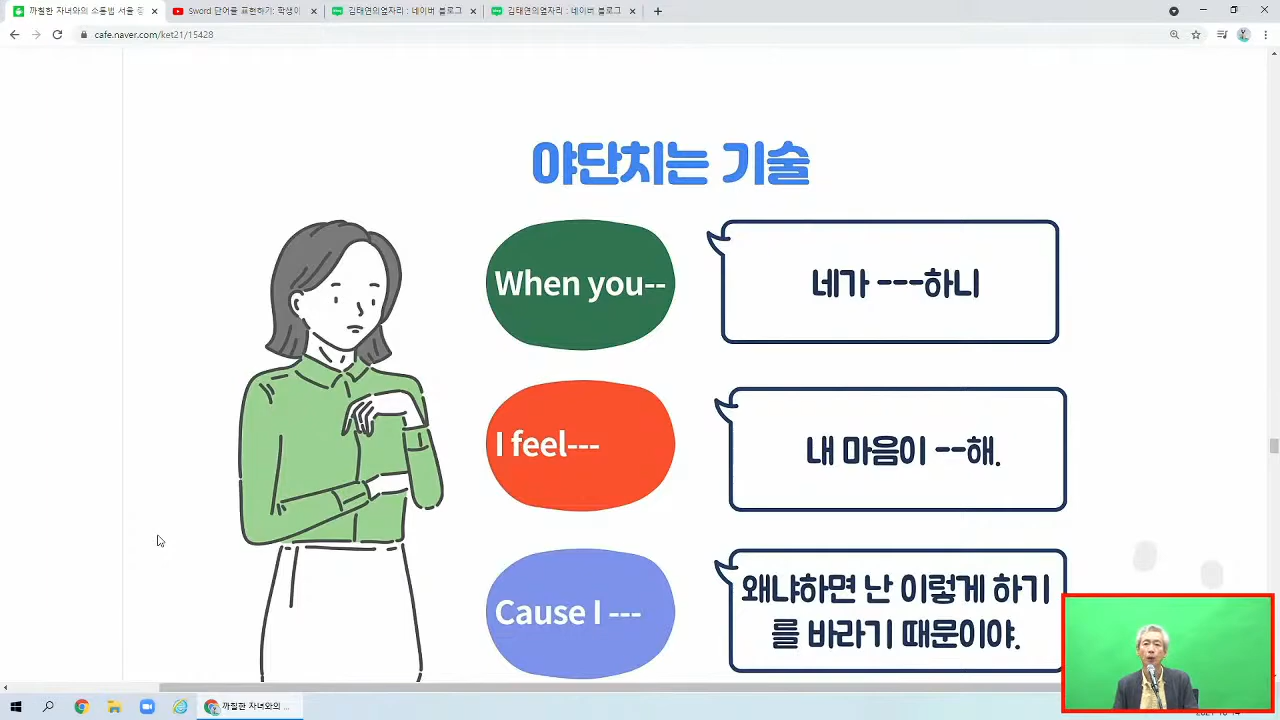 까칠한 자녀와의 소통법 서울 강
Sword 단어를 표현하기: 학생이
김태연의옆자리 : 네이버 블로그
김태연의옆자리 : 네이버 블로그
cafe.naver.com/ket21/15428
야단치는 기술
When you--
네가 ---하니
I feel---
내 마음이 --해.
Cause I ---
왜냐하면 난 이렇게 하기
를 바라기 때문이야.
까칠한 자녀와의 ...